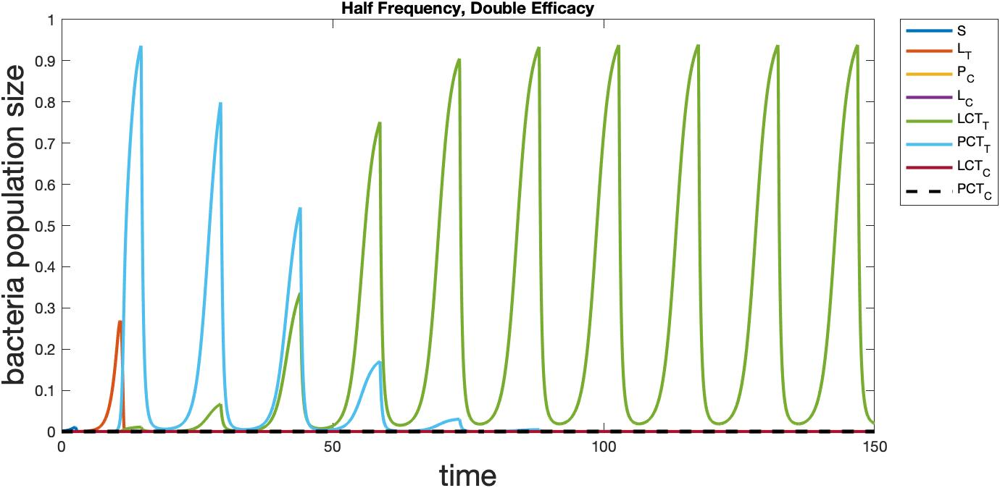 Half Frequency, Double Efficacy
bacteria population size
1
0.9
0.8
0.7
0.6
0.5
0.4
0.3
0.2
0.1
0
0 50 100 150
time
S
L_T
P_C
L_C
LCT_T
PCT_T
LCT_C
PCT_C